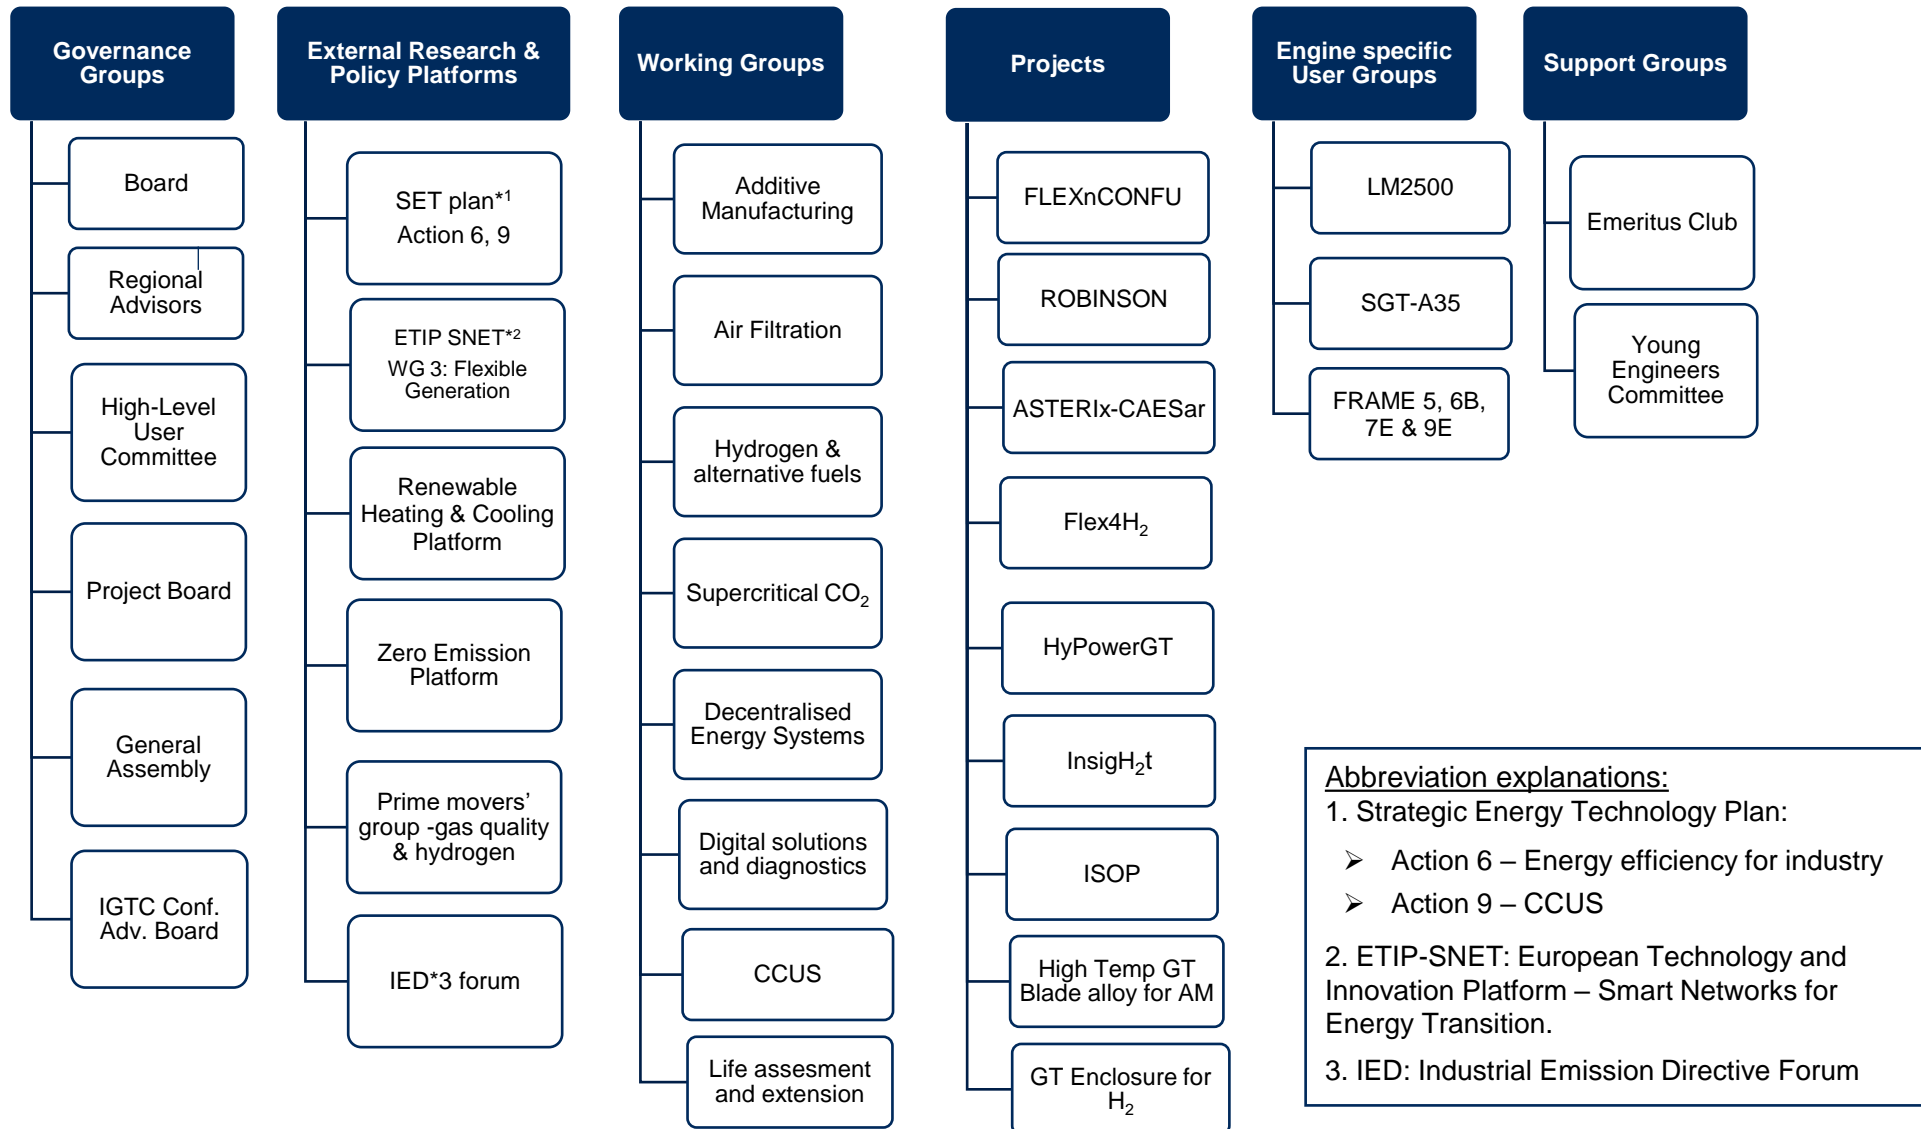 Governance
Groups
Board
Regional
Advisors
High-Level
User
Committee
Project Board
General
Assembly
IGTC Conf.
Adv. Board
External Research &
Policy Platforms
SET plan*1
Action 6, 9
ETIP SNET*2
WG 3: Flexible
Generation
Renewable
Heating & Cooling
Platform
Zero Emission
Platform
Prime movers’
group -gas quality
& hydrogen
IED*3 forum
Working Groups
Additive
Manufacturing
Air Filtration
Hydrogen &
alternative fuels
Supercritical CO2
Decentralised
Energy Systems
Digital solutions
and diagnostics
CCUS
Life assesment
and extension
Projects
FLEXnCONFU
ROBINSON
ASTERIx-CAESar
Flex4H2
HyPowerGT
InsigH2t
ISOP
High Temp GT
Blade alloy for AM
GT Enclosure for
H2
Engine specific
User Groups
LM2500
SGT-A35
FRAME 5, 6B,
7E & 9E
Support Groups
Emeritus Club
Young
Engineers
Committee
Abbreviation explanations:
1. Strategic Energy Technology Plan:
➢ Action 6 – Energy efficiency for industry
➢ Action 9 – CCUS
2. ETIP-SNET: European Technology and
Innovation Platform – Smart Networks for
Energy Transition.
3. IED: Industrial Emission Directive Forum